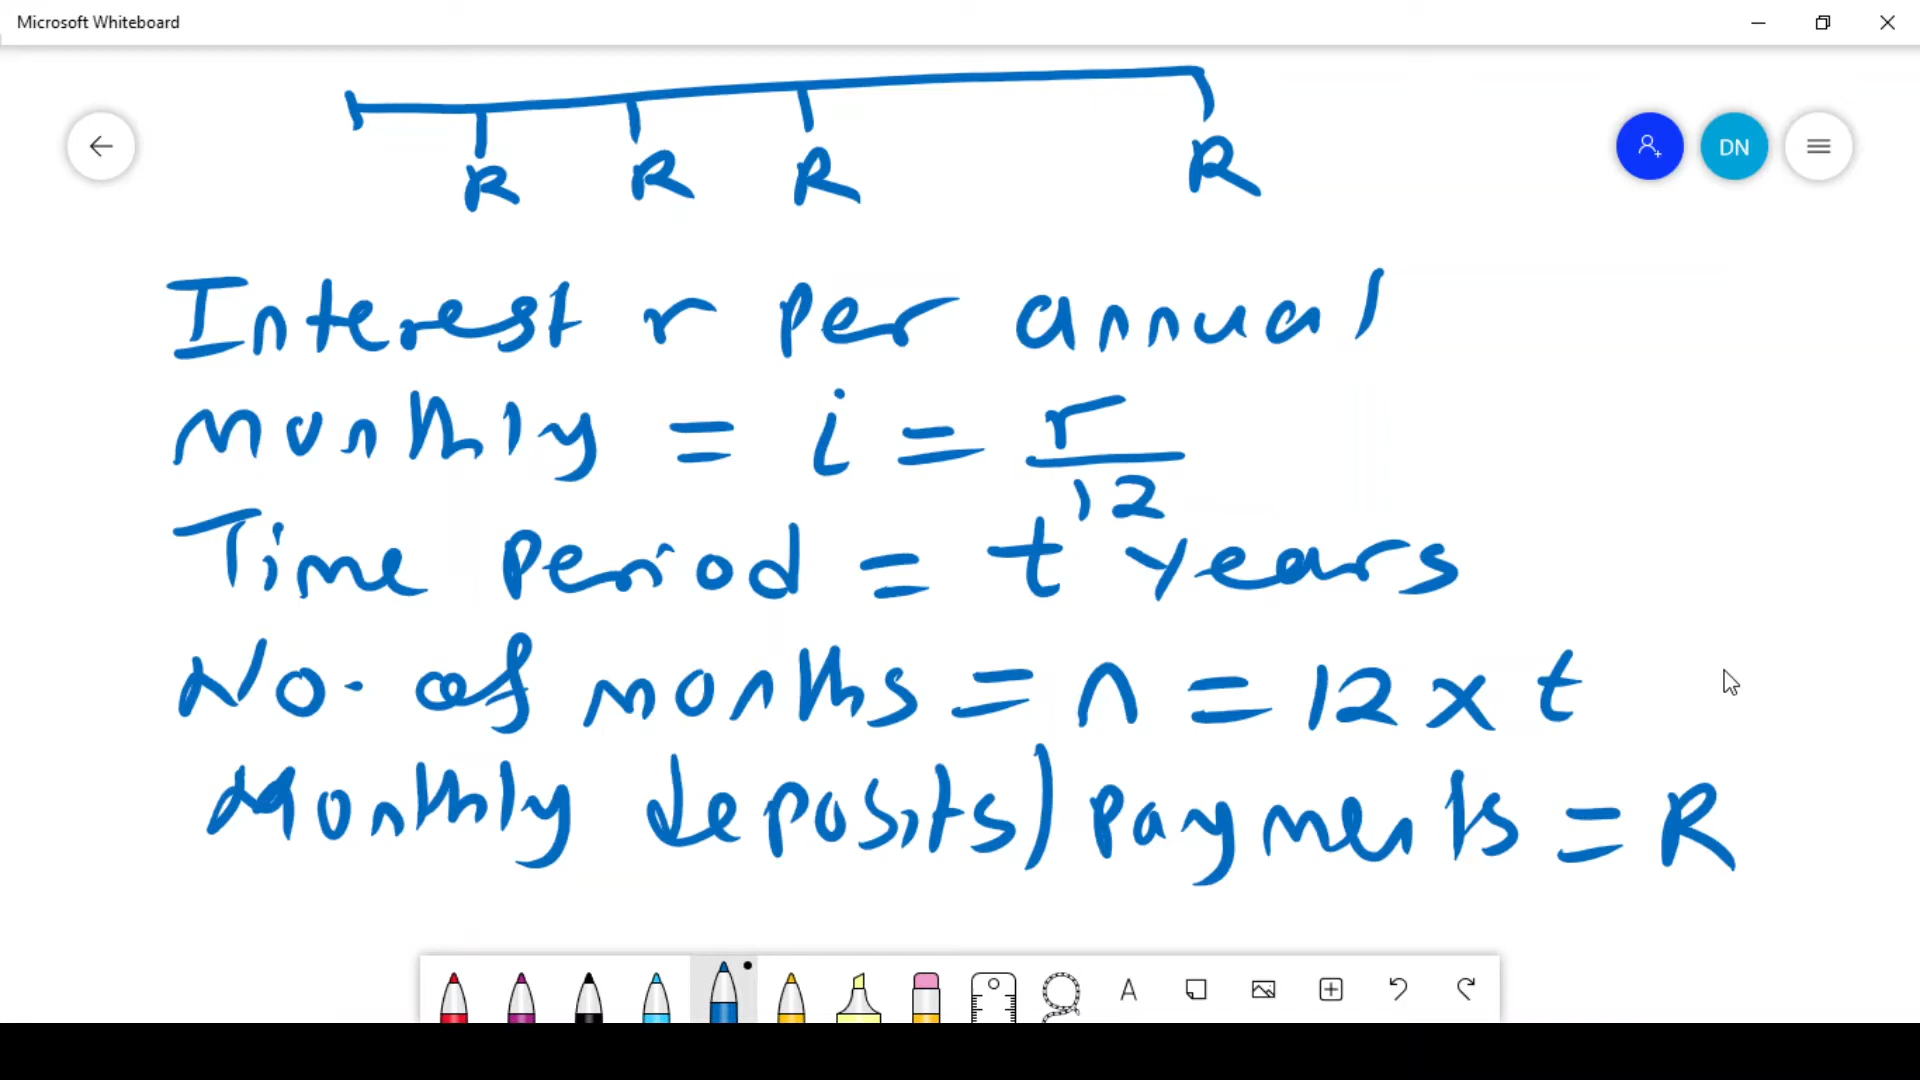 Microsoft Whiteboard
R R R R
DN
Interest r per annual
Monthly = i = r/12
Time period = t years
No. of months = n = 12 x t
Monthly deposits) payments = R
A